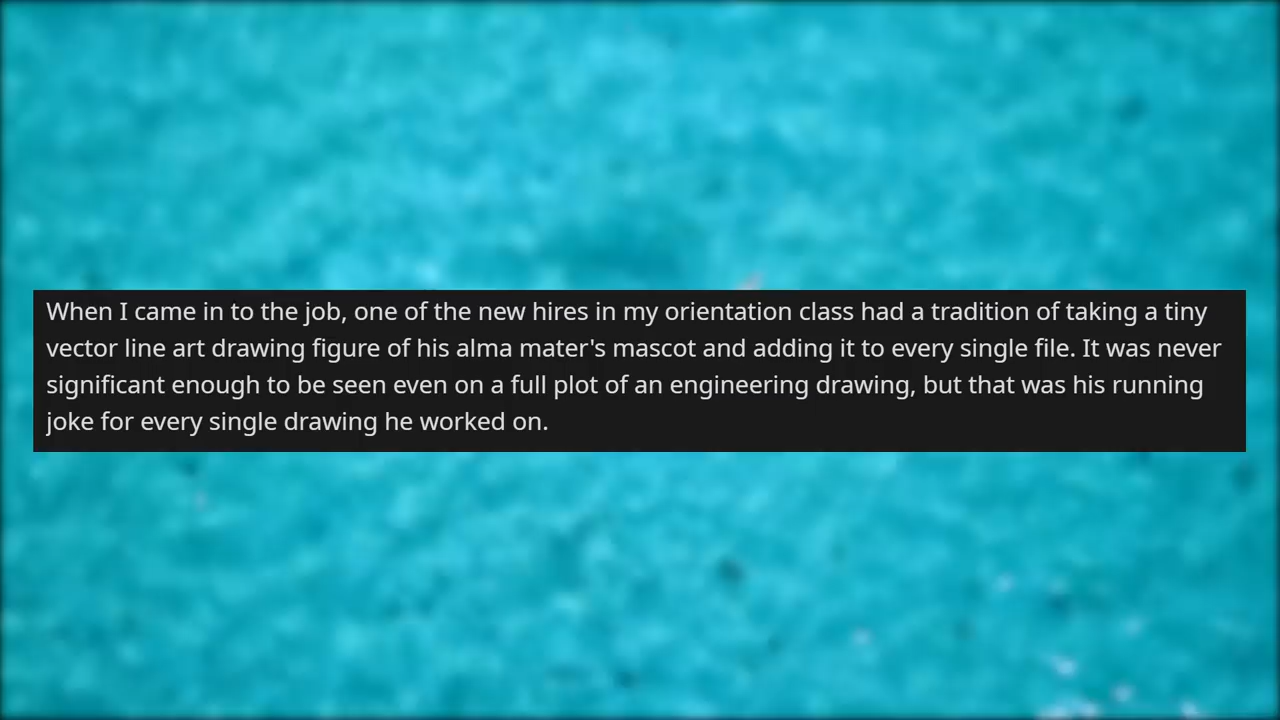 When I came in to the job, one of the new hires in my orientation class had a tradition of taking a tiny
vector line art drawing figure of his alma mater's mascot and adding it to every single file. It was never
significant enough to be seen even on a full plot of an engineering drawing, but that was his running
joke for every single drawing he worked on.